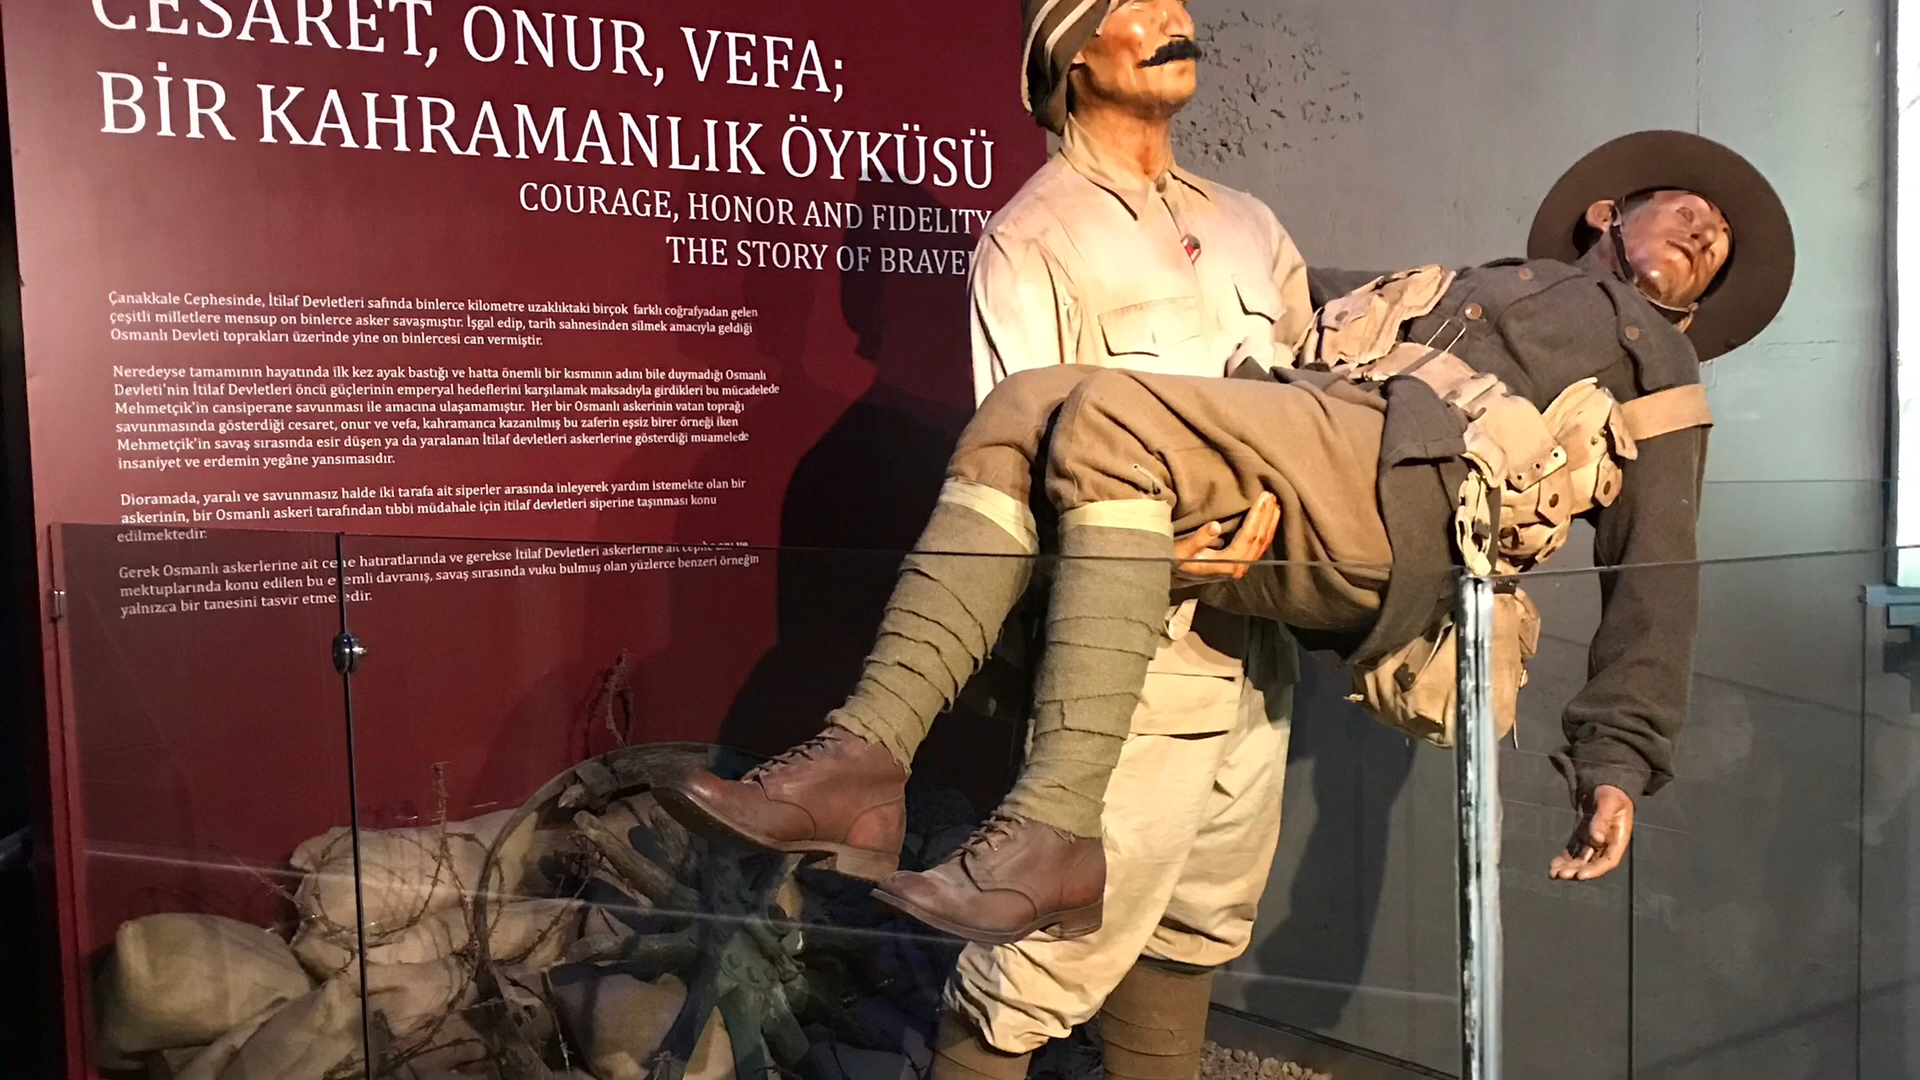 CESARET, ONUR, VEFA;
BİR KAHRAMANLIK ÖYKÜSÜ
COURAGE, HONOR AND FIDELITY
THE STORY OF
Çanakkale Cephesinde, İtilaf Devletleri safında binlerce kilometre uzaklıktaki birçok farklı coğrafyadan gelen
çeşitli milletlere mensup on binlerce asker savaşmıştır. İşgal edip, tarih sahnesinden silmek amacıyla geldiği
Osmanlı Devleti toprakları üzerinde yine on binlercesi can vermiştir.
Neredeyse tamamının hayatında ilk kez ayak bastığı ve hatta önemli bir kısmının adını bile duymadığı Osmanlı
Devleti'nin İtilaf Devletleri öncü güçlerinin emperyal hedeflerini karşılamak maksadıyla girdikleri bu mücadelede
Mehmetçik'in cansiperane savunması ile amacına ulaşamamıştır. Her bir Osmanlı askerinin vatan toprağı
savunmasında gösterdiği cesaret, onur ve vefa, kahramanca kazanılmış bu zaferin eşsiz birer örneği iken
Mehmetçik'in savaş sırasında esir düşen ya da yaralanan İtilaf devletleri askerlerine gösterdiği muamelede
insaniyet ve erdemin yegâne yansımasıdır.
Dioramada, yaralı ve savunmasız halde iki tarafa ait siperler arasında inleyerek yardım istemekte olan bir
askerinin, bir Osmanlı askeri tarafından tıbbi müdahale için itilaf devletleri siperine taşınması konu
edilmektedir.
Gerek Osmanlı askerlerine ait hatıratlarında ve gerekse İtilaf Devletleri askerlerine ait
mektuplarında konu edilen bu davranış, savaş sırasında vuku bulmuş olan yüzlerce benzeri örneğin
yalnızca bir tanesini tasvir